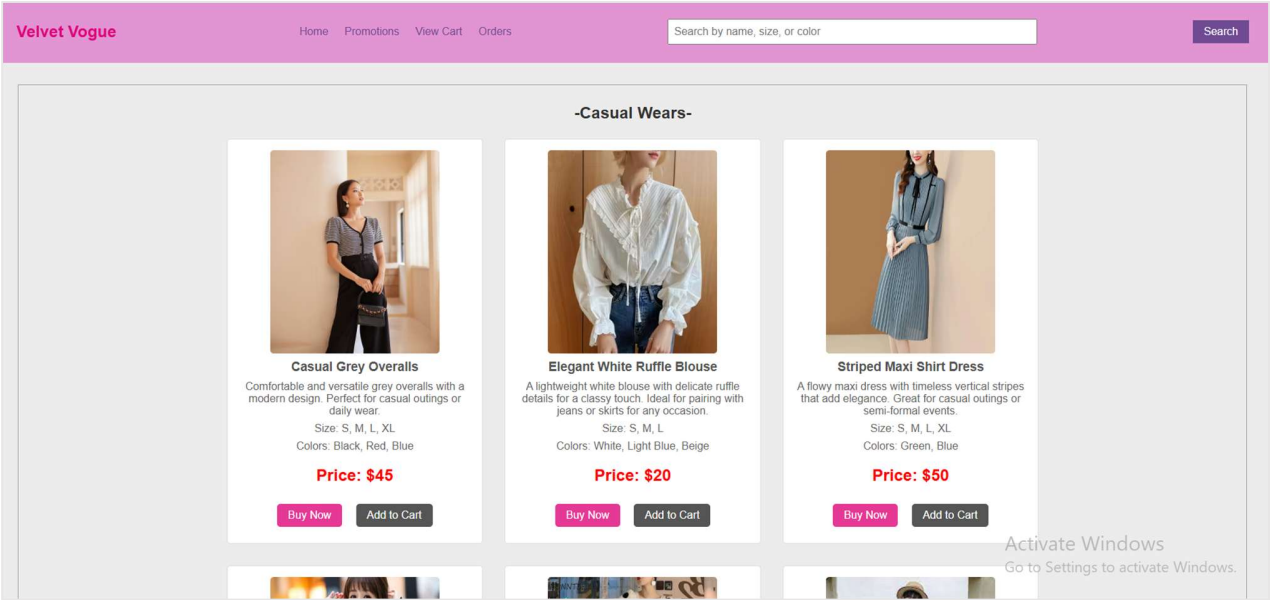 Velvet Vogue
Home Promotions View Cart Orders
Search by name, size, or color
Search
-Casual Wears-
Casual Grey Overalls
Comfortable and versatile grey overalls with a
modern design. Perfect for casual outings or
daily wear.
Size: S, M, L, XL
Colors: Black, Red, Blue
Price: $45
Buy Now Add to Cart
Elegant White Ruffle Blouse
A lightweight white blouse with delicate ruffle
details for a classy touch. Ideal for pairing with
jeans or skirts for any occasion.
Size: S, M, L
Colors: White, Light Blue, Beige
Price: $20
Buy Now Add to Cart
Striped Maxi Shirt Dress
A flowy maxi dress with timeless vertical stripes
that add elegance. Great for casual outings or
semi-formal events.
Size: S, M, L, XL
Colors: Green, Blue
Price: $50
Buy Now Add to Cart
Activate Windows
Go to Settings to activate Windows.